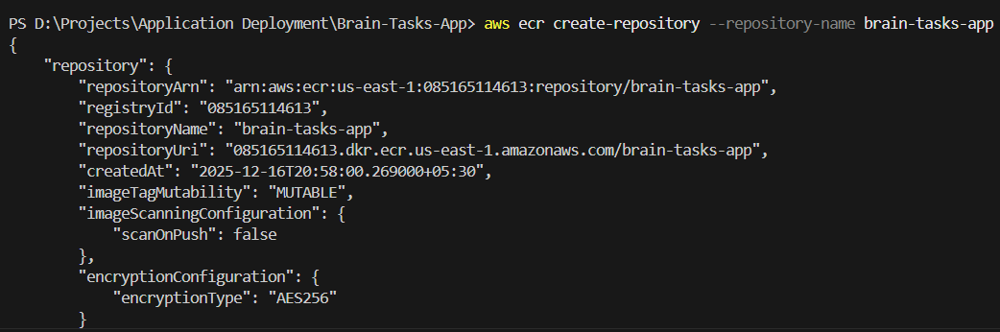 PS D:\Projects\Application Deployment\Brain-Tasks-App> aws ecr create-repository --repository-name brain-tasks-app
{
    "repository": {
        "repositoryArn": "arn:aws:ecr:us-east-1:085165114613:repository/brain-tasks-app",
        "registryId": "085165114613",
        "repositoryName": "brain-tasks-app",
        "repositoryUri": "085165114613.dkr.ecr.us-east-1.amazonaws.com/brain-tasks-app",
        "createdAt": "2025-12-16T20:58:00.269000+05:30",
        "imageTagMutability": "MUTABLE",
        "imageScanningConfiguration": {
            "scanOnPush": false
        },
        "encryptionConfiguration": {
            "encryptionType": "AES256"
        }